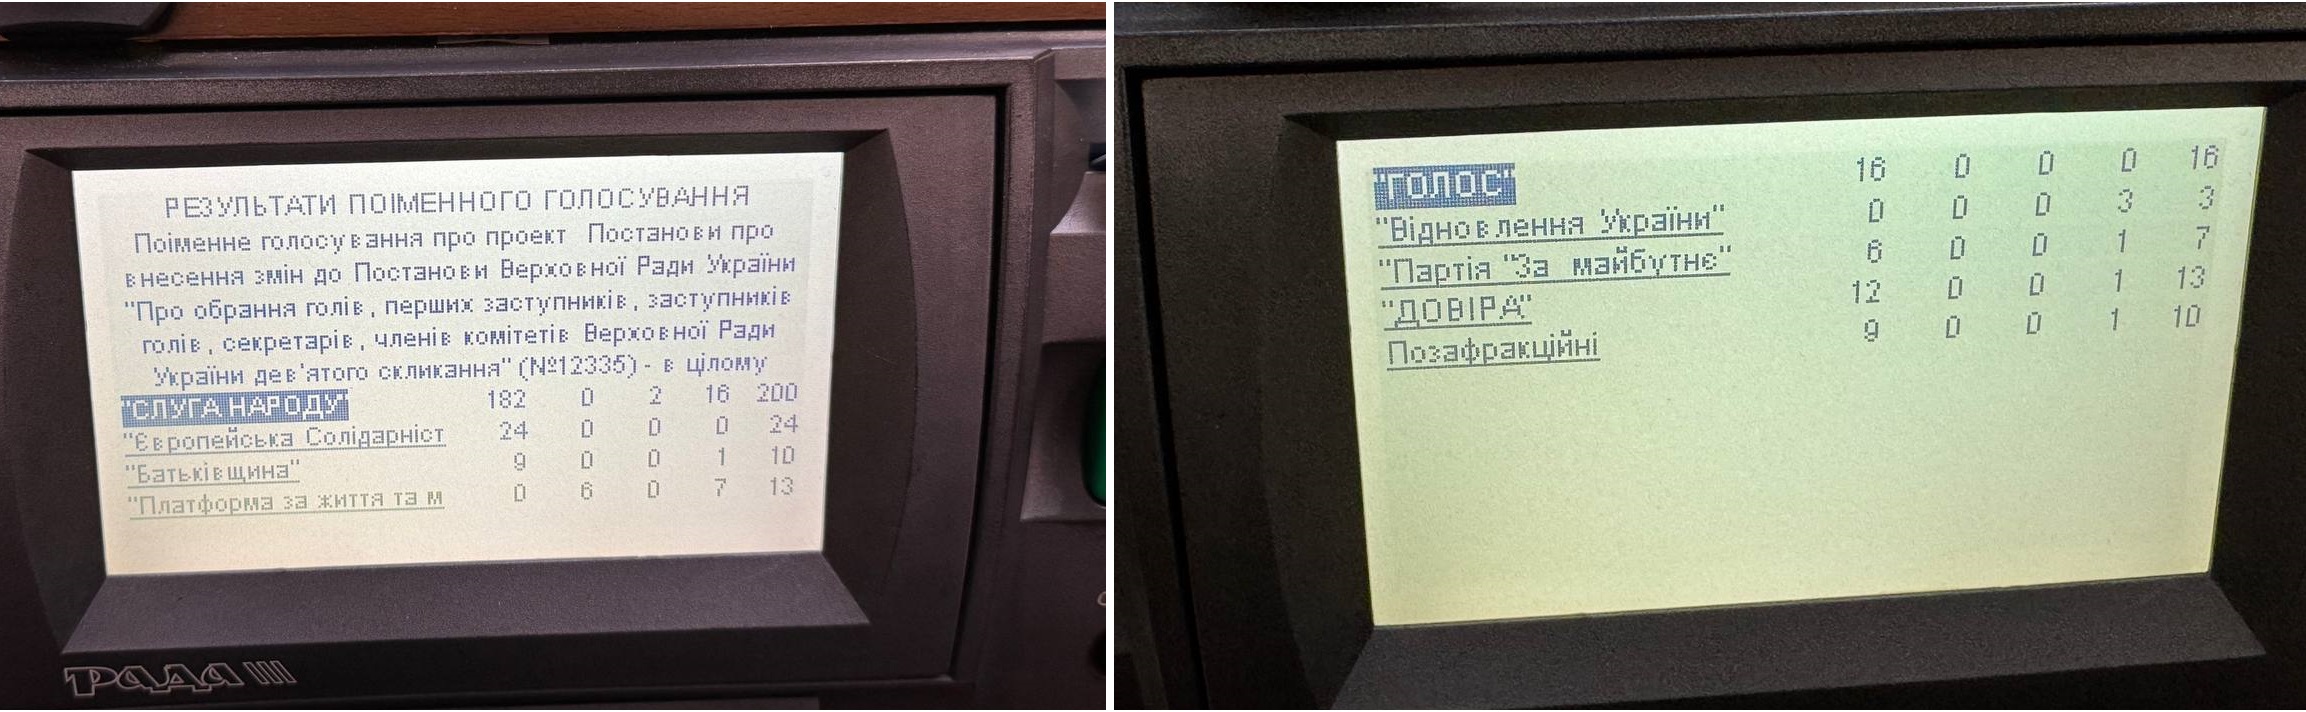 РЕЗУЛЬТАТИ ПОІМЕННОГО ГОЛОСУВАННЯ
Поіменне голосування про проект Постанови про
внесення змін до Постанови Верховної Ради України
"Про обрання голів, перших заступників, заступників
голів, секретарів, членів комітетів Верховної Ради
України дев'ятого скликання" (№12335) - в цілому
"СЛУГА НАРОДУ" 182 0 2 16 200
"Європейська Солідарніст 24 0 0 0 24
"Батьківщина" 9 0 0 1 10
"Платформа за життя та м 0 6 0 7 13
РАДА III
"ГОЛОС" 16 0 0 0 16
"Відновлення України" 0 0 0 3 3
"Партія "За майбутнє" 6 0 0 1 7
"ДОВІРА" 12 0 0 1 13
Позафракційні 9 0 0 1 10